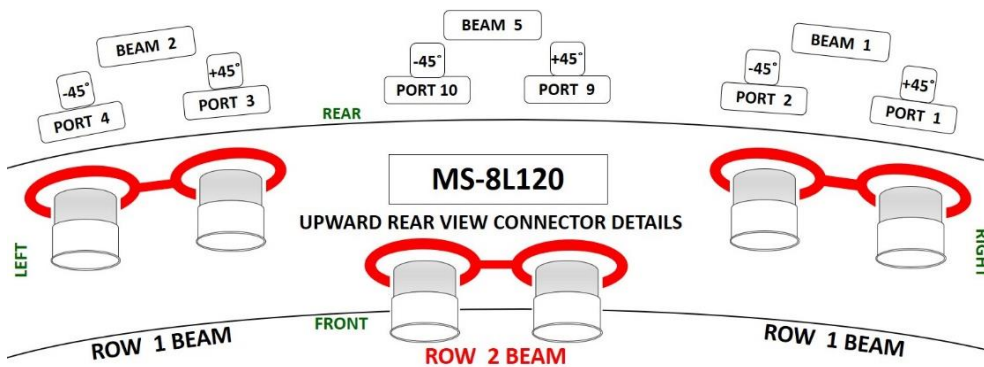 BEAM 2
BEAM 5
BEAM 1
-45°
+45°
-45°
+45°
-45°
+45°
PORT 4
PORT 3
PORT 10
PORT 9
PORT 2
PORT 1
REAR
MS-8L120
UPWARD REAR VIEW CONNECTOR DETAILS
LEFT
RIGHT
FRONT
ROW 1 BEAM
ROW 2 BEAM
ROW 1 BEAM